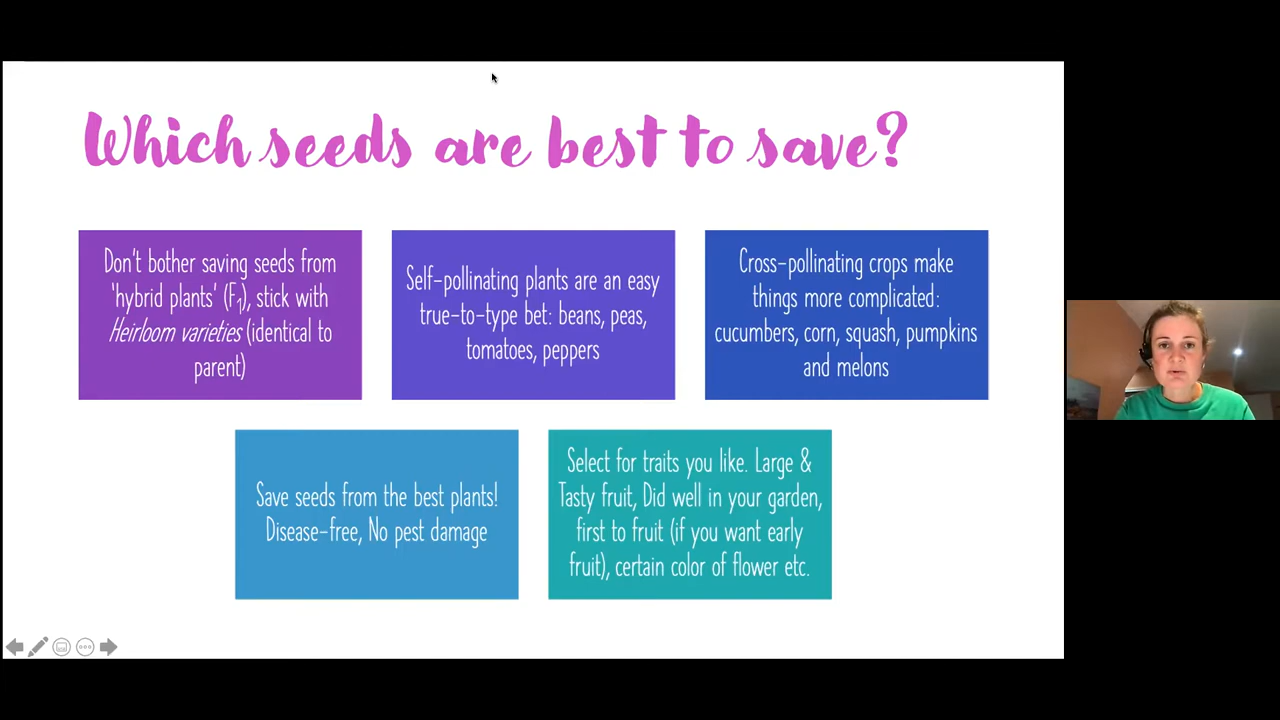 Which seeds are best to save?
Don't bother saving seeds from
'hybrid plants' (F1), stick with
Heirloom varieties (identical to
parent)
Self-pollinating plants are an easy
true-to-type bet: beans, peas,
tomatoes, peppers
Cross-pollinating crops make
things more complicated:
cucumbers, corn, squash, pumpkins
and melons
Save seeds from the best plants!
Disease-free, No pest damage
Select for traits you like. Large &
Tasty fruit, Did well in your garden,
first to fruit (if you want early
fruit), certain color of flower etc.